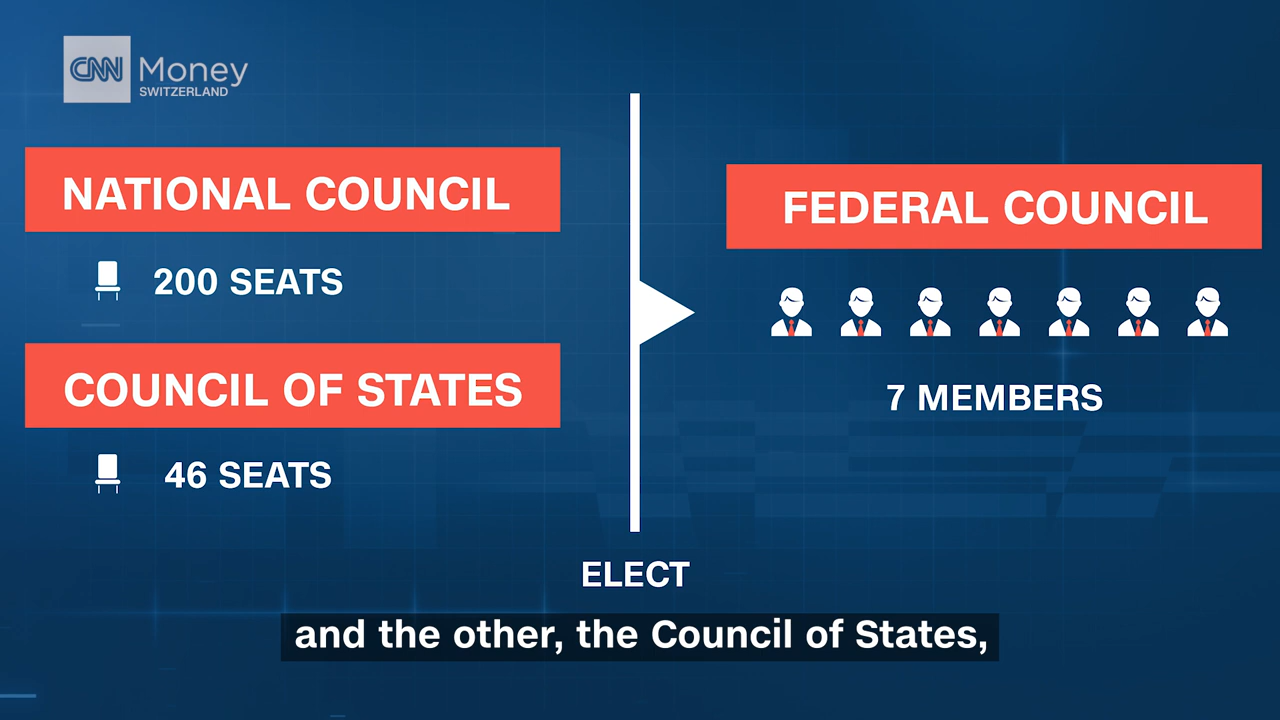 CNN Money
SWITZERLAND
NATIONAL COUNCIL
200 SEATS
COUNCIL OF STATES
46 SEATS
FEDERAL COUNCIL
7 MEMBERS
ELECT
and the other, the Council of States,